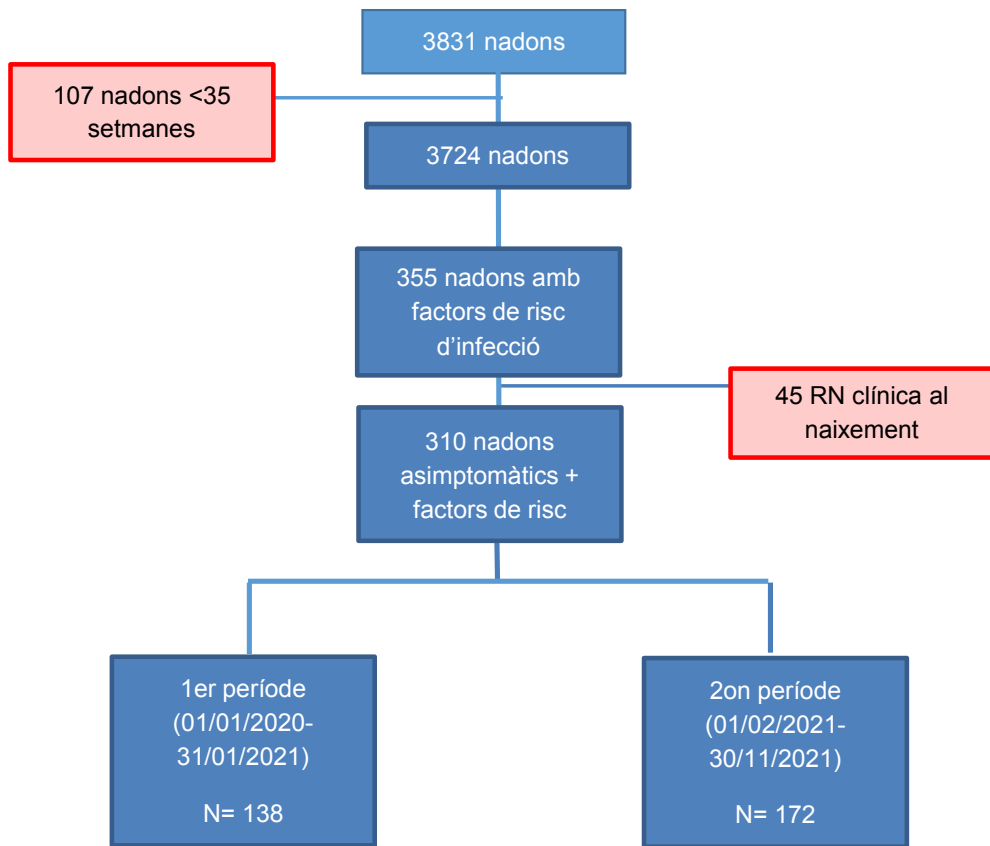 3831 nadons
107 nadons <35
setmanes
3724 nadons
355 nadons amb
factors de risc
d’infecció
45 RN clínica al
naixement
310 nadons
asimptomàtics +
factors de risc
1er període
(01/01/2020-
31/01/2021)
N= 138
2on període
(01/02/2021-
30/11/2021)
N= 172